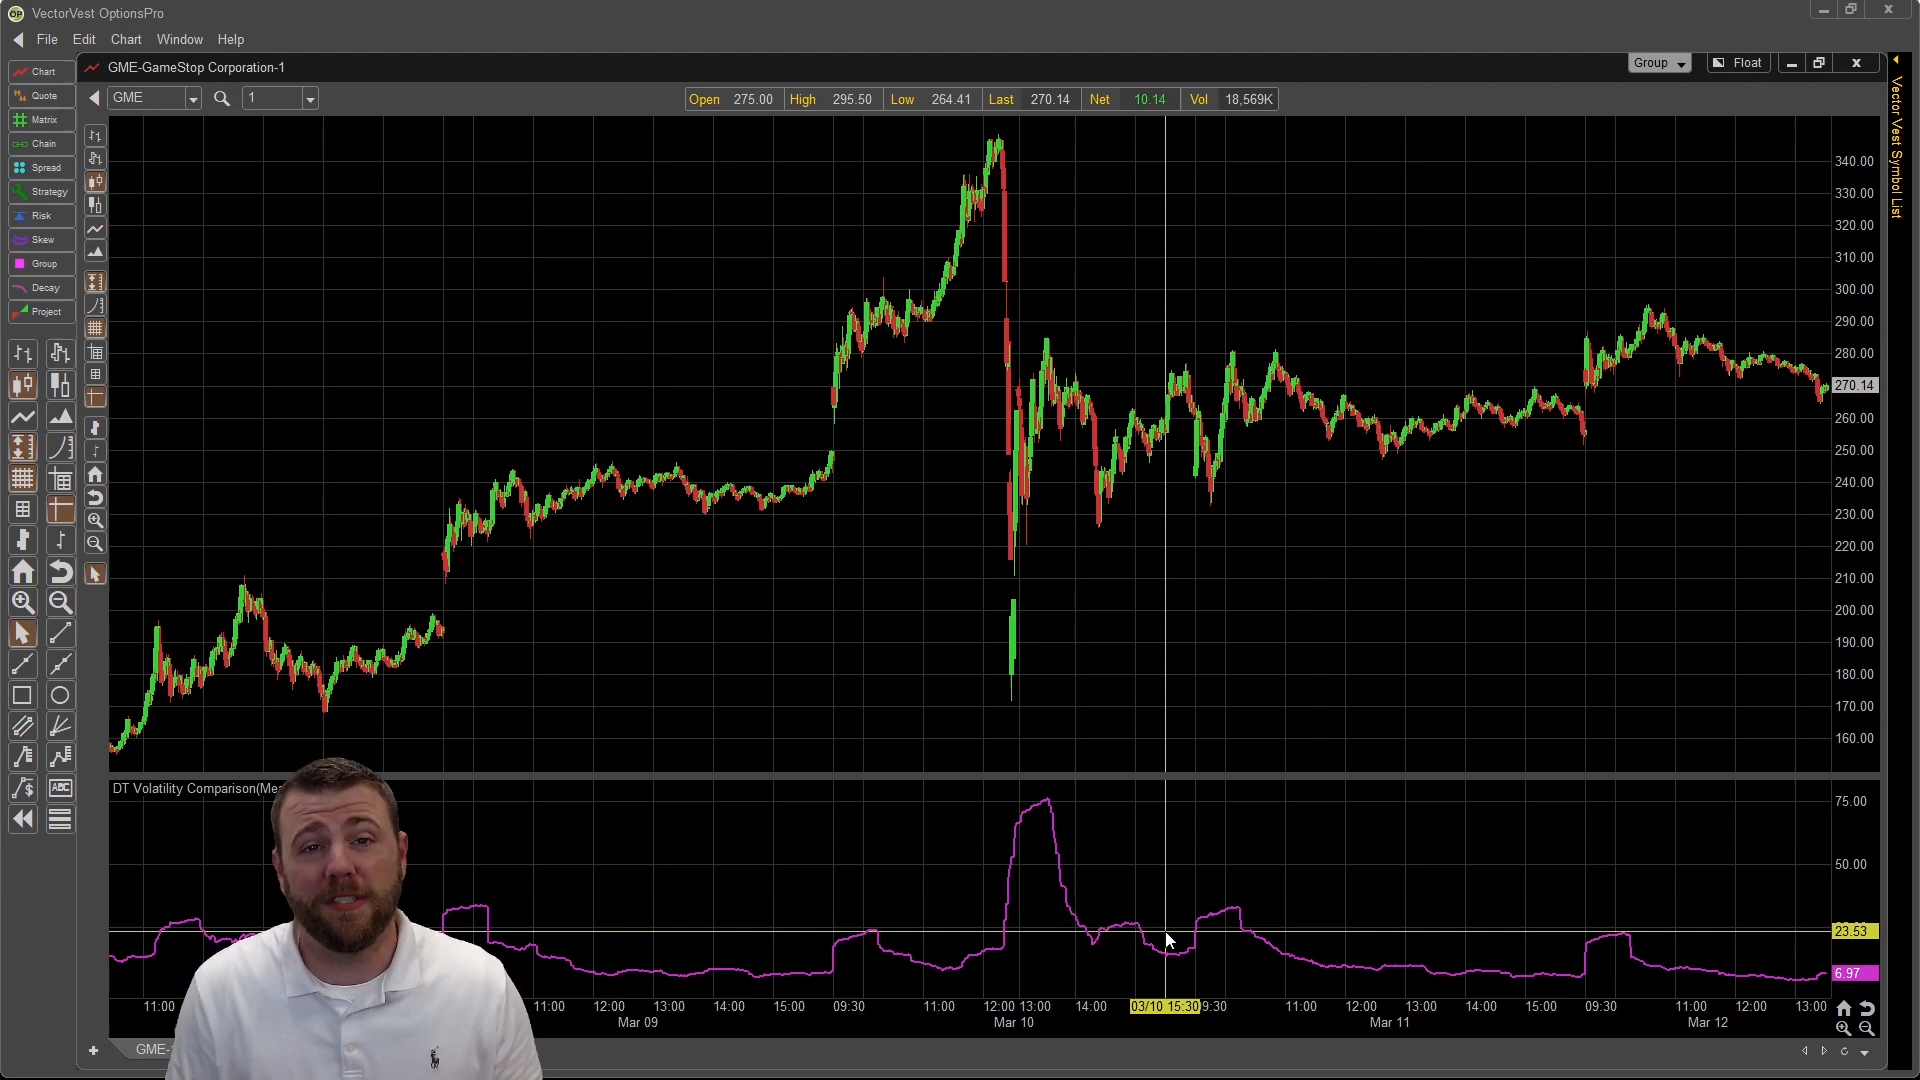 VectorVest OptionsPro
File Edit Chart Window Help
GME-GameStop Corporation-1
Group Float
GME 1
Open 275.00 High 295.50 Low 264.41 Last 270.14 Net 10.14 Vol 18,569K
Chart
Quote
Matrix
Chain
Spread
Strategy
Risk
Skew
Group
Decay
Project
ABC
Vector Vest Symbol List
340.00
330.00
320.00
310.00
300.00
290.00
280.00
270.14
260.00
250.00
240.00
230.00
220.00
210.00
200.00
190.00
180.00
170.00
160.00
DT Volatility Comparison(Me
75.00
50.00
23.53
6.97
11:00 11:00 12:00 13:00 14:00 15:00 09:30 11:00 12:00 13:00 14:00 03/10 15:30 9:30 11:00 12:00 13:00 14:00 15:00 09:30 11:00 12:00 13:00
Mar 09 Mar 10 Mar 11 Mar 12
GME-